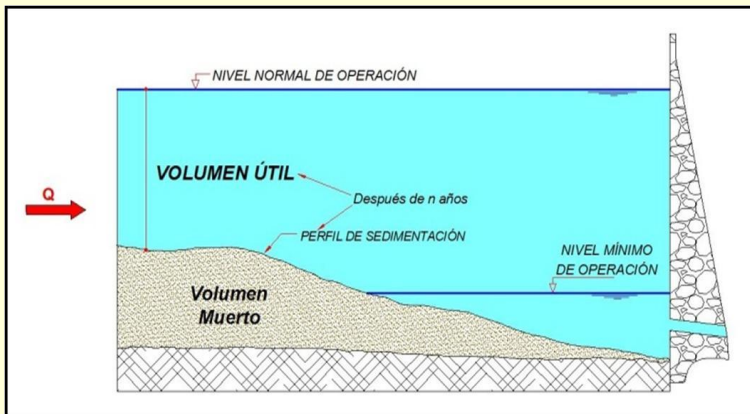 NIVEL NORMAL DE OPERACIÓN
VOLUMEN ÚTIL
Q
Después de n años
PERFIL DE SEDIMENTACIÓN
NIVEL MÍNIMO
DE OPERACIÓN
Volumen
Muerto